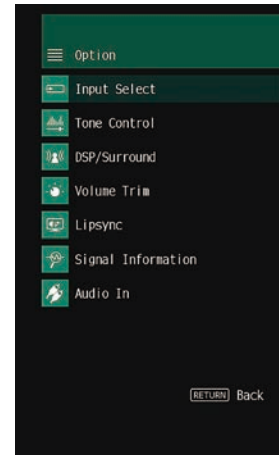 Option
Input Select
Tone Control
DSP/Surround
Volume Trim
Lipsync
Signal Information
Audio In
RETURN Back